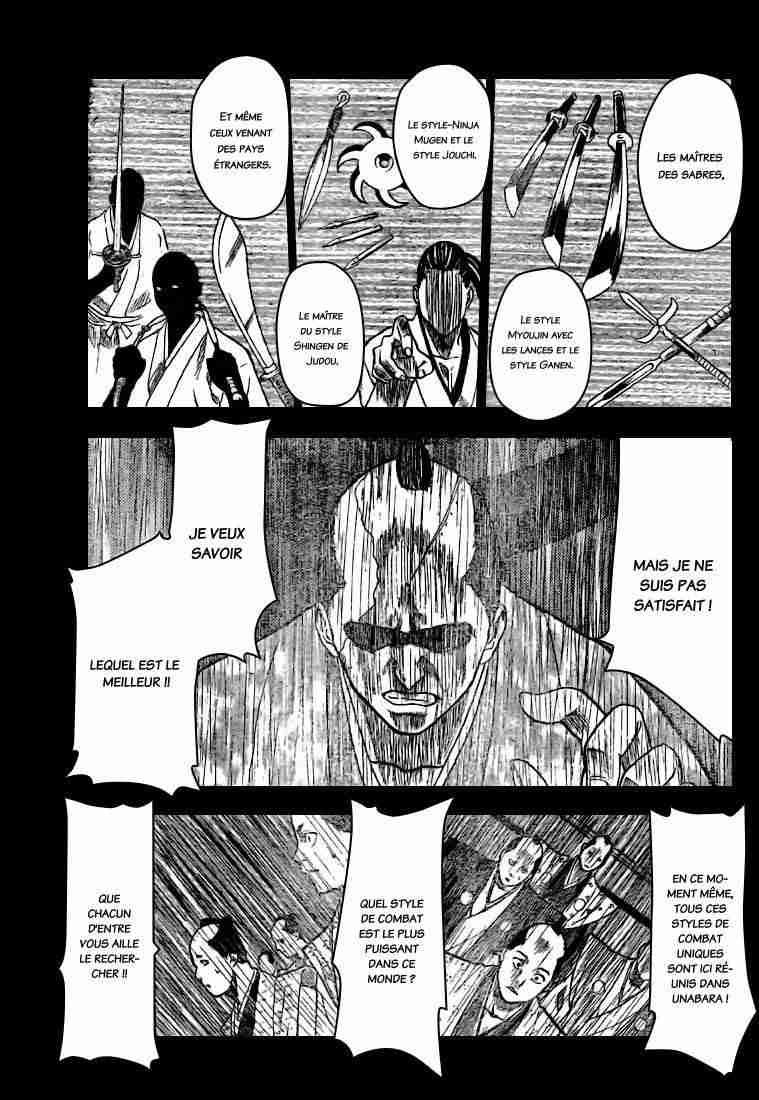 LES MAÎTRES
DES SABRES,
LE STYLE
MYOUJIN AVEC
LES LANCES ET LE
STYLE GANEN.
LE STYLE-NINJA
MUGEN ET LE
STYLE JOUCHI.
LE MAÎTRE
DU STYLE
SHINGEN DE
JUDOU.
ET MÊME
CEUX VENANT
DES PAYS
ÉTRANGERS.
MAIS JE NE
SUIS PAS
SATISFAIT !
JE VEUX
SAVOIR
LEQUEL EST LE
MEILLEUR !!
EN CE MO-
MENT MÊME,
TOUS CES
STYLES DE
COMBAT
UNIQUES
SONT ICI RÉ-
UNIS DANS
UNABARA !
QUEL STYLE
DE COMBAT
EST LE PLUS
PUISSANT
DANS CE
MONDE ?
QUE
CHACUN
D'ENTRE
VOUS AILLE
LE RECHER-
CHER !!